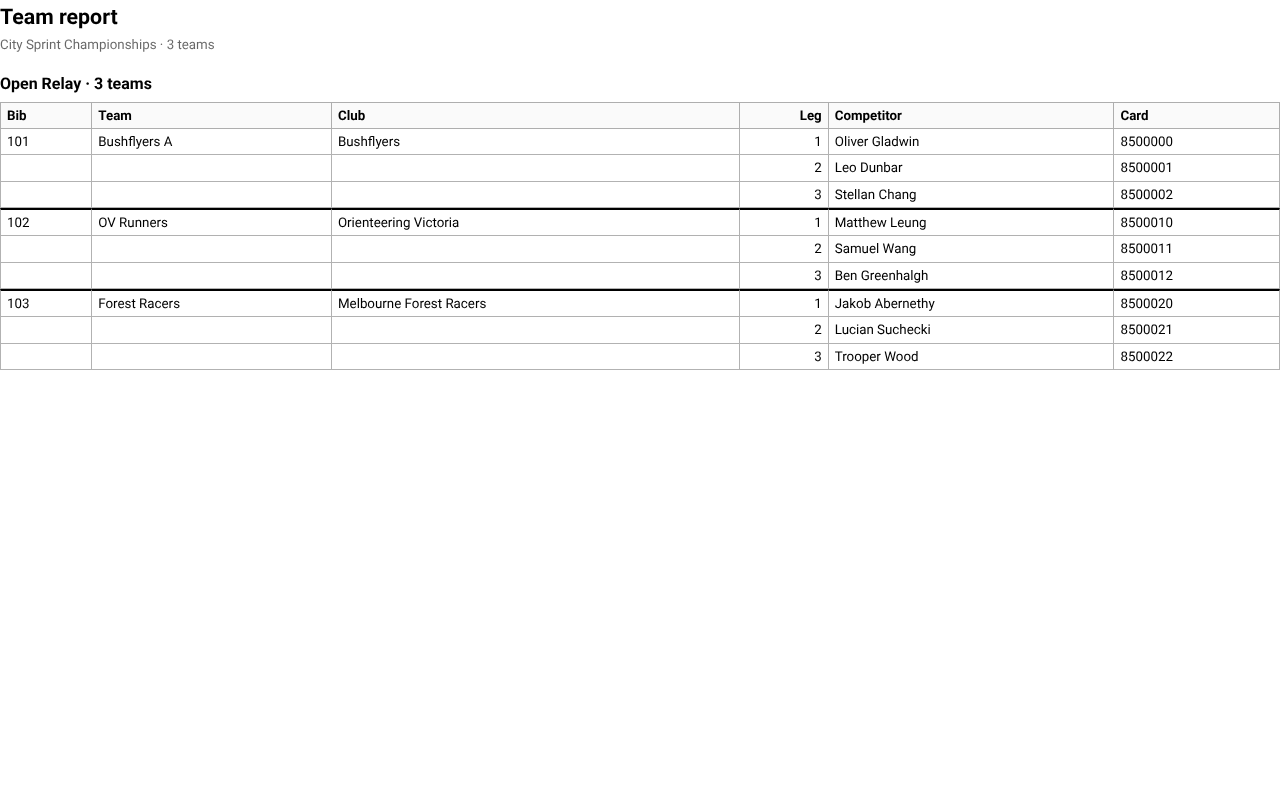 Team report
City Sprint Championships · 3 teams
Open Relay · 3 teams
Bib Team Club Leg Competitor Card
101 Bushflyers A Bushflyers 1 Oliver Gladwin 8500000
2 Leo Dunbar 8500001
3 Stellan Chang 8500002
102 OV Runners Orienteering Victoria 1 Matthew Leung 8500010
2 Samuel Wang 8500011
3 Ben Greenhalgh 8500012
103 Forest Racers Melbourne Forest Racers 1 Jakob Abernethy 8500020
2 Lucian Suchecki 8500021
3 Trooper Wood 8500022